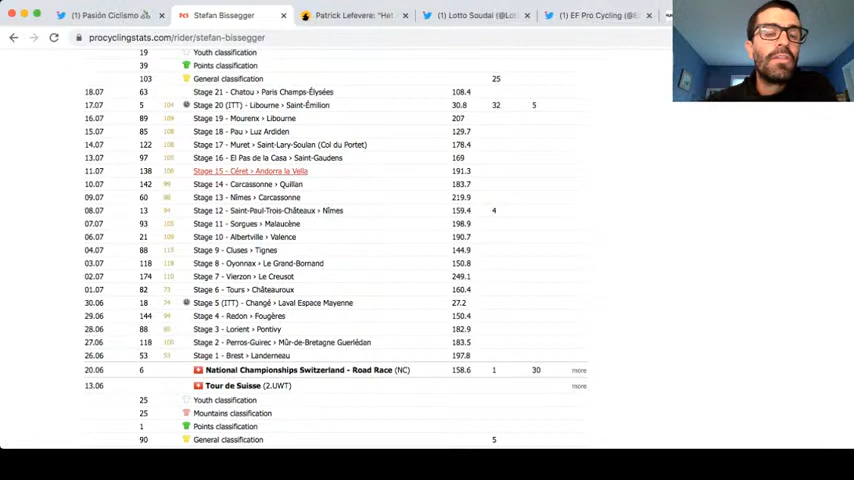 (1) Pasión Ciclismo
PCS Stefan Bissegger
Patrick Lefevere: "Het
(1) Lotto Soudal (@Lot
(1) EF Pro Cycling (@E
procyclingstats.com/rider/stefan-bissegger
19 Youth classification
39 Points classification
103 General classification 25
18.07 63 Stage 21 - Chatou › Paris Champs-Élysées 108.4
17.07 5 104 Stage 20 (ITT) - Libourne › Saint-Émilion 30.8 32 5
16.07 89 109 Stage 19 - Mourenx › Libourne 207
15.07 85 108 Stage 18 - Pau › Luz Ardiden 129.7
14.07 122 108 Stage 17 - Muret › Saint-Lary-Soulan (Col du Portet) 178.4
13.07 97 Stage 16 - El Pas de la Casa › Saint-Gaudens 169
11.07 138 Stage 15 - Céret › Andorra la Vella 191.3
10.07 142 99 Stage 14 - Carcassonne › Quillan 183.7
09.07 60 Stage 13 - Nîmes › Carcassonne 219.9
08.07 13 94 Stage 12 - Saint-Paul-Trois-Châteaux › Nîmes 159.4 4
07.07 93 Stage 11 - Sorgues › Malaucène 198.9
06.07 21 109 Stage 10 - Albertville › Valence 190.7
04.07 88 115 Stage 9 - Cluses › Tignes 144.9
03.07 118 118 Stage 8 - Oyonnax › Le Grand-Bornand 150.8
02.07 174 110 Stage 7 - Vierzon › Le Creusot 249.1
01.07 82 73 Stage 6 - Tours › Châteauroux 160.4
30.06 18 74 Stage 5 (ITT) - Changé › Laval Espace Mayenne 27.2
29.06 144 94 Stage 4 - Redon › Fougères 150.4
28.06 88 Stage 3 - Lorient › Pontivy 182.9
27.06 118 100 Stage 2 - Perros-Guirec › Mûr-de-Bretagne Guerlédan 183.5
26.06 53 53 Stage 1 - Brest › Landerneau 197.8
20.06 6 National Championships Switzerland - Road Race (NC) 158.6 1 30 more
13.06 Tour de Suisse (2.UWT) more
25 Youth classification
25 Mountains classification
1 Points classification
90 General classification 5